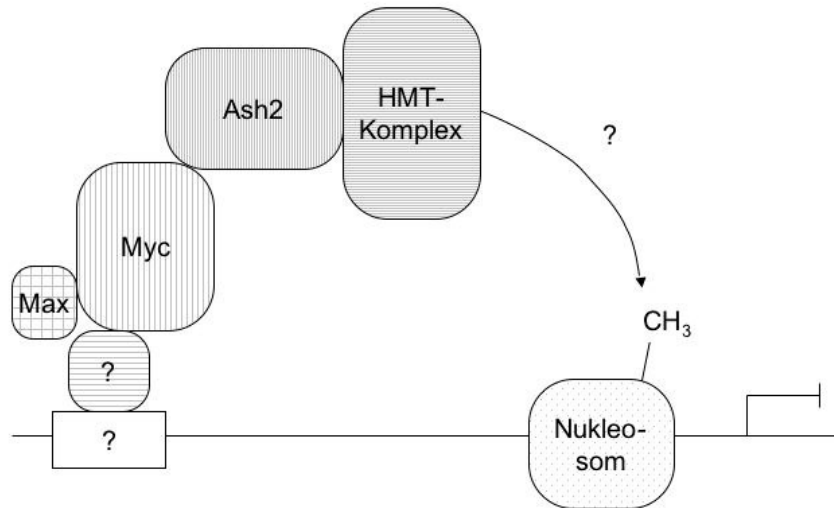 Ash2
HMT-
Komplex
?
Myc
Max
CH₃
?
?
Nukleo-
som